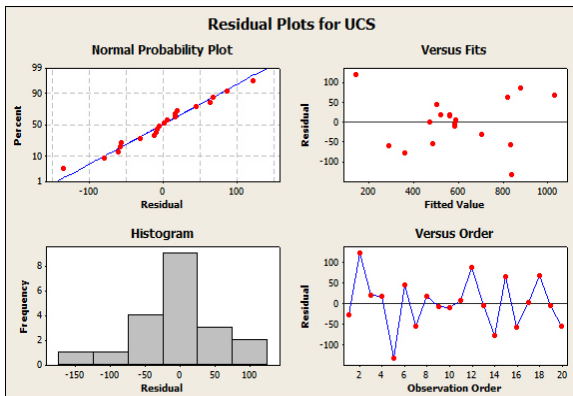 Residual Plots for UCS
Normal Probability Plot
99
90
50
10
1
Percent
-100 0 100
Residual
Versus Fits
100
50
0
-50
-100
Residual
200 400 600 800 1000
Fitted Value
Histogram
8
6
4
2
0
Frequency
-150 -100 -50 0 50 100
Residual
Versus Order
100
50
0
-50
-100
Residual
2 4 6 8 10 12 14 16 18 20
Observation Order